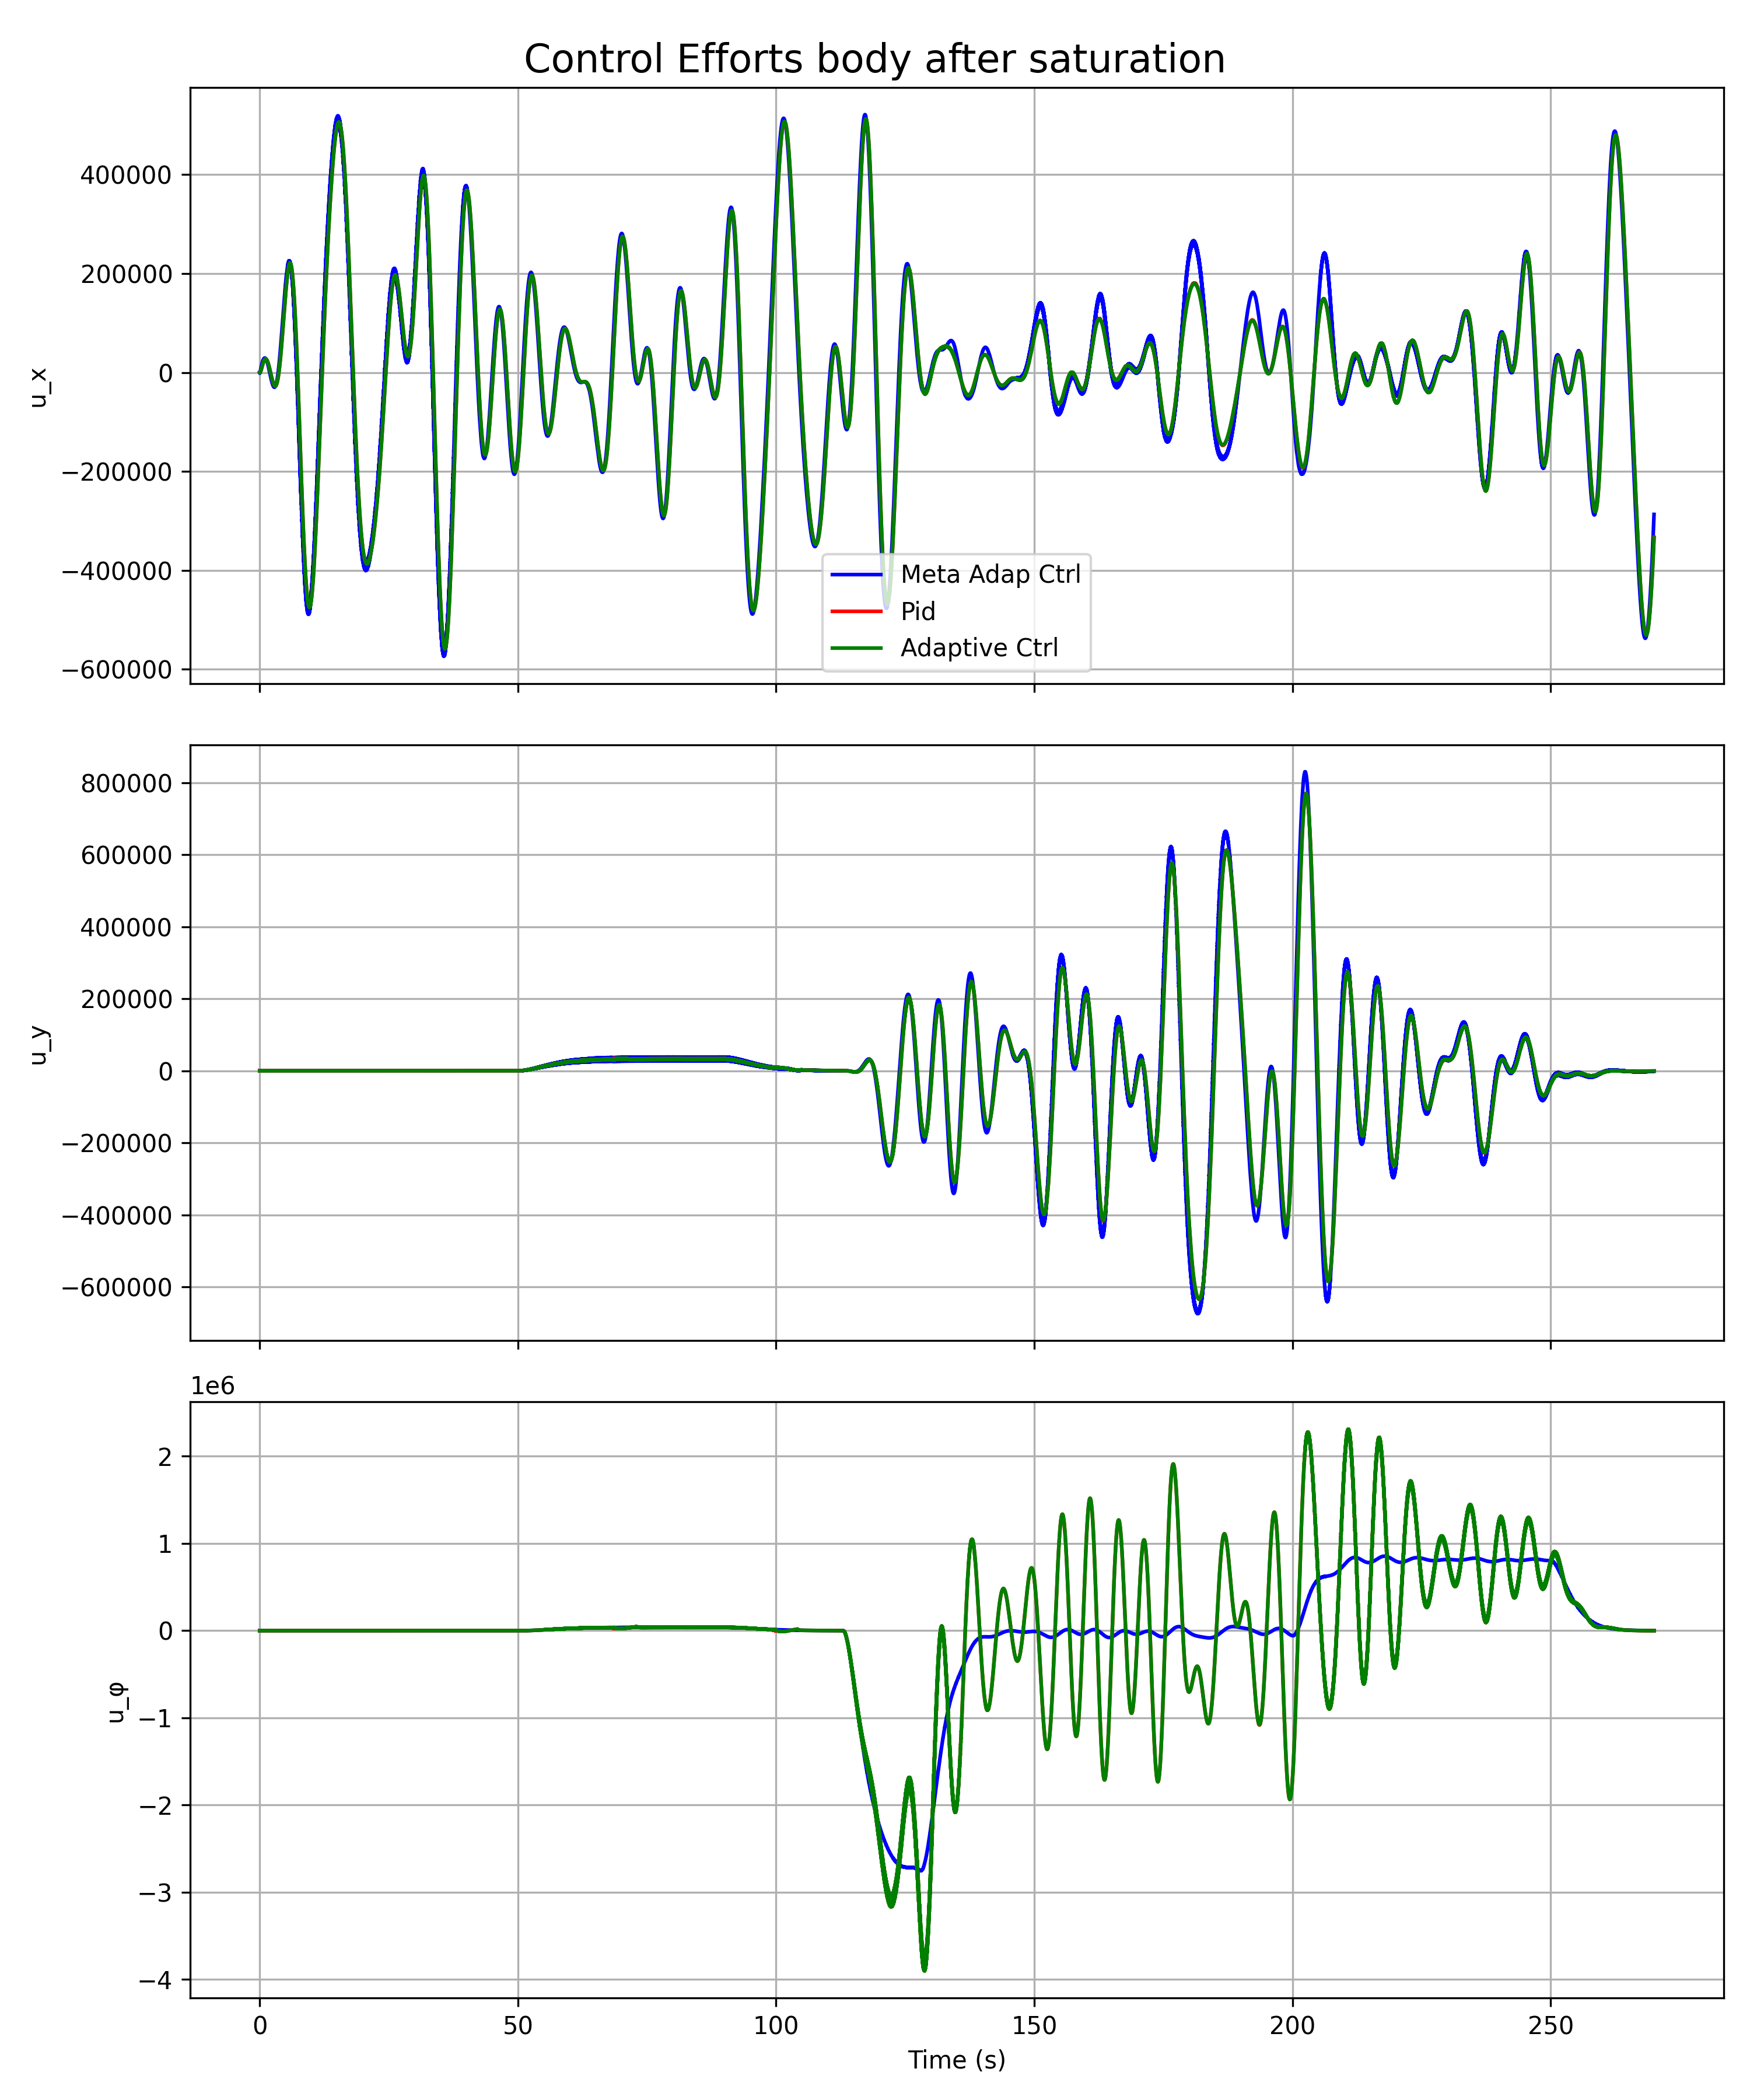 Control Efforts body after saturation
400000
200000
0
−200000
−400000
−600000
u_x
Meta Adap Ctrl
Pid
Adaptive Ctrl
800000
600000
400000
200000
0
−200000
−400000
−600000
u_y
1e6
2
1
0
−1
−2
−3
−4
u_φ
0 50 100 150 200 250
Time (s)